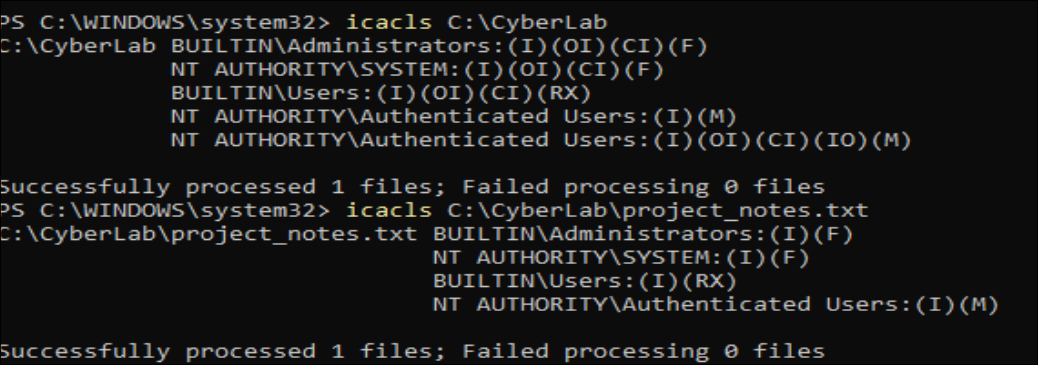 PS C:\WINDOWS\system32> icacls C:\CyberLab
C:\CyberLab BUILTIN\Administrators:(I)(OI)(CI)(F)
NT AUTHORITY\SYSTEM:(I)(OI)(CI)(F)
BUILTIN\Users:(I)(OI)(CI)(RX)
NT AUTHORITY\Authenticated Users:(I)(M)
NT AUTHORITY\Authenticated Users:(I)(OI)(CI)(IO)(M)
Successfully processed 1 files; Failed processing 0 files
PS C:\WINDOWS\system32> icacls C:\CyberLab\project_notes.txt
C:\CyberLab\project_notes.txt BUILTIN\Administrators:(I)(F)
NT AUTHORITY\SYSTEM:(I)(F)
BUILTIN\Users:(I)(RX)
NT AUTHORITY\Authenticated Users:(I)(M)
Successfully processed 1 files; Failed processing 0 files